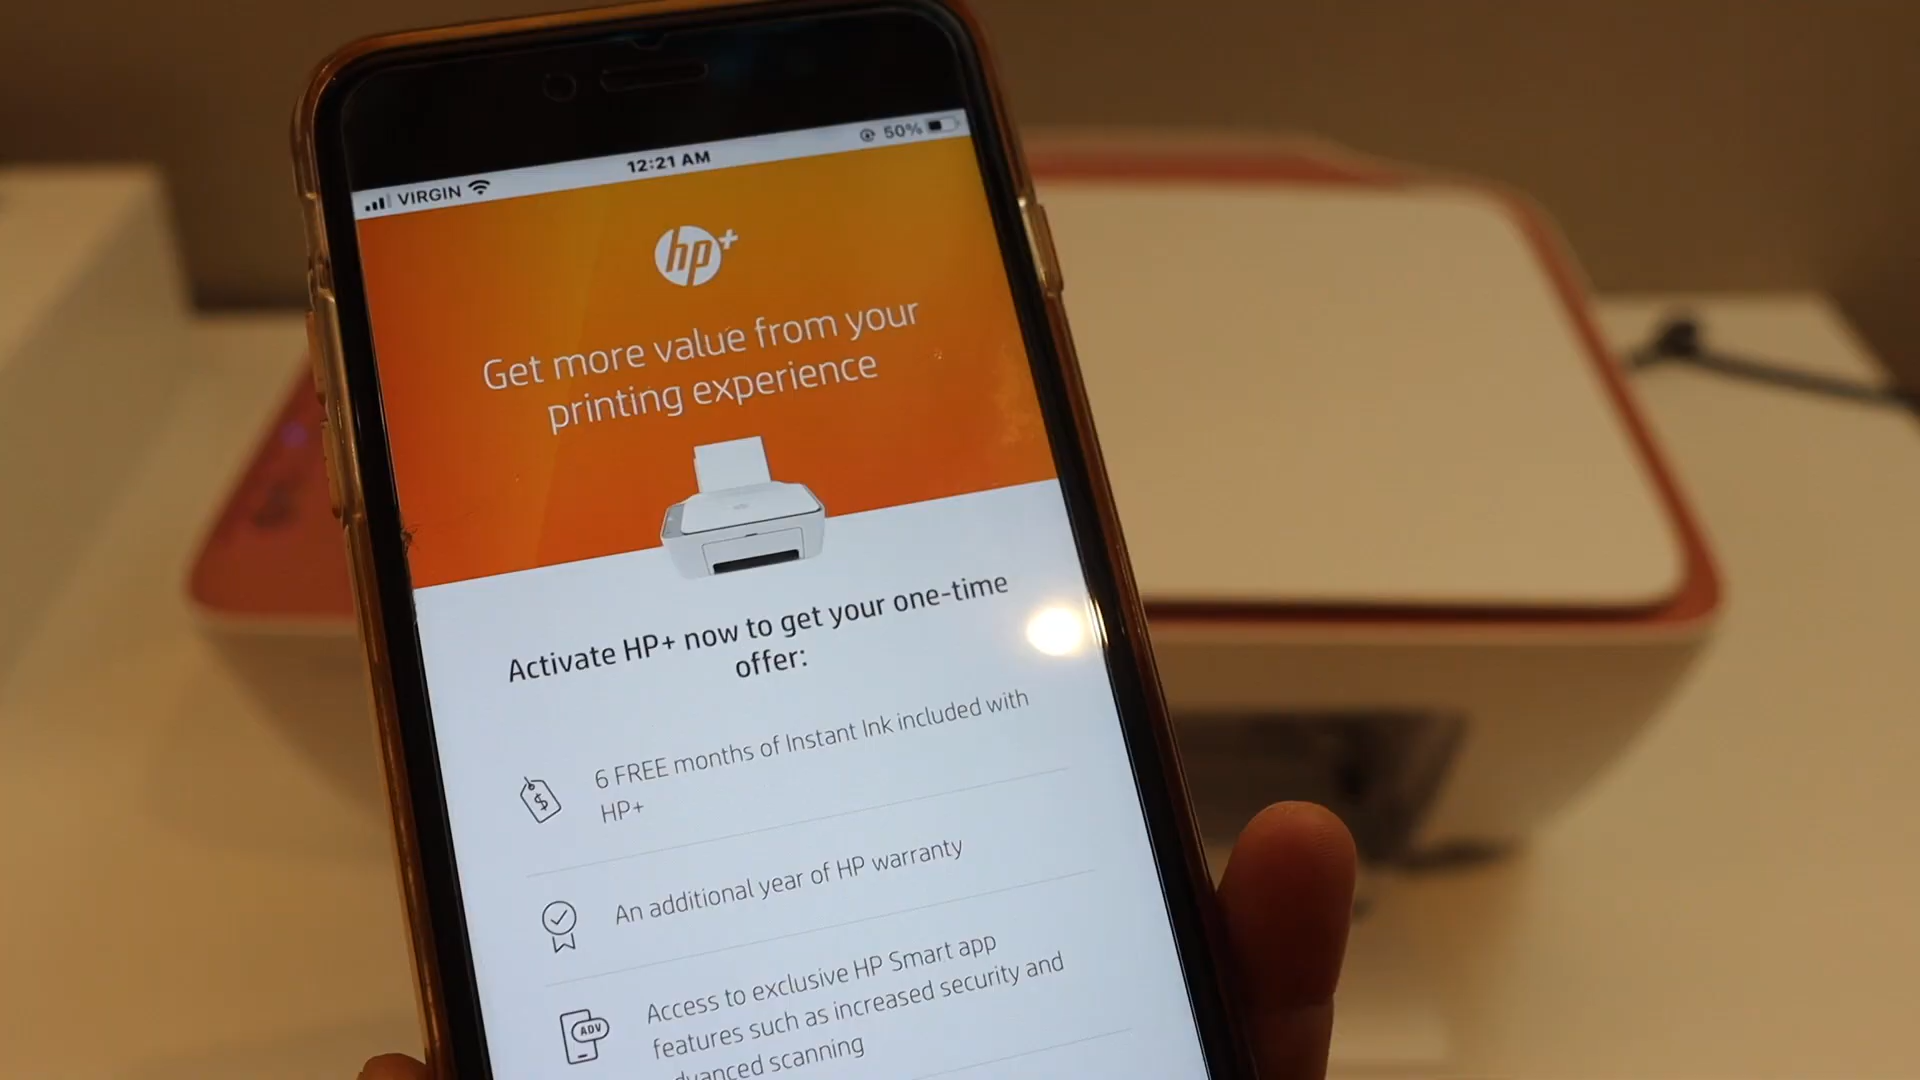 VIRGIN 12:21 AM 50%
hp+
Get more value from your
printing experience
Activate HP+ now to get your one-time
offer:
$
6 FREE months of Instant Ink included with
HP+
An additional year of HP warranty
ADV
Access to exclusive HP Smart app
features such as increased security and
advanced scanning